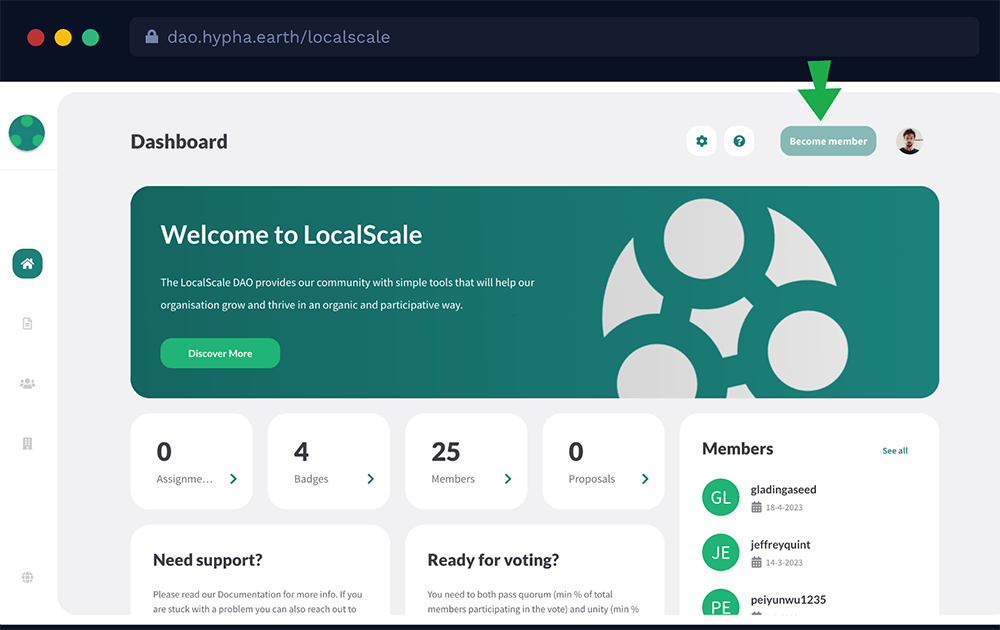 dao.hypha.earth/localscale
Dashboard
Become member
Welcome to LocalScale
The LocalScale DAO provides our community with simple tools that will help our
organisation grow and thrive in an organic and participative way.
Discover More
0
Assignme...
4
Badges
25
Members
0
Proposals
Members
See all
GL
gladingaseed
18-4-2023
JE
jeffreyquint
14-3-2023
PE
peiyunwu1235
Need support?
Please read our Documentation for more info. If you
are stuck with a problem you can also reach out to
Ready for voting?
You need to both pass quorum (min % of total
members participating in the vote) and unity (min %